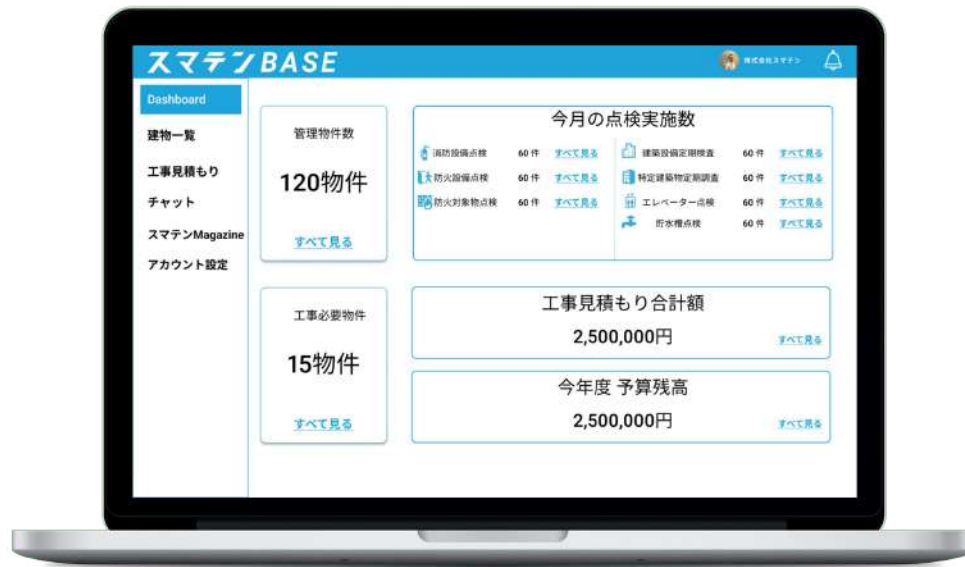 スマテンBASE
株式会社スマテン
Dashboard
建物一覧
工事見積もり
チャット
スマテンMagazine
アカウント設定
管理物件数
120物件
すべて見る
今月の点検実施数
消防設備点検 60件 すべて見る
防火設備点検 60件 すべて見る
防火対象物点検 60件 すべて見る
建築設備定期検査 60件 すべて見る
特定建築物定期調査 60件 すべて見る
エレベーター点検 60件 すべて見る
貯水槽点検 60件 すべて見る
工事必要物件
15物件
すべて見る
工事見積もり合計額
2,500,000円
すべて見る
今年度 予算残高
2,500,000円
すべて見る